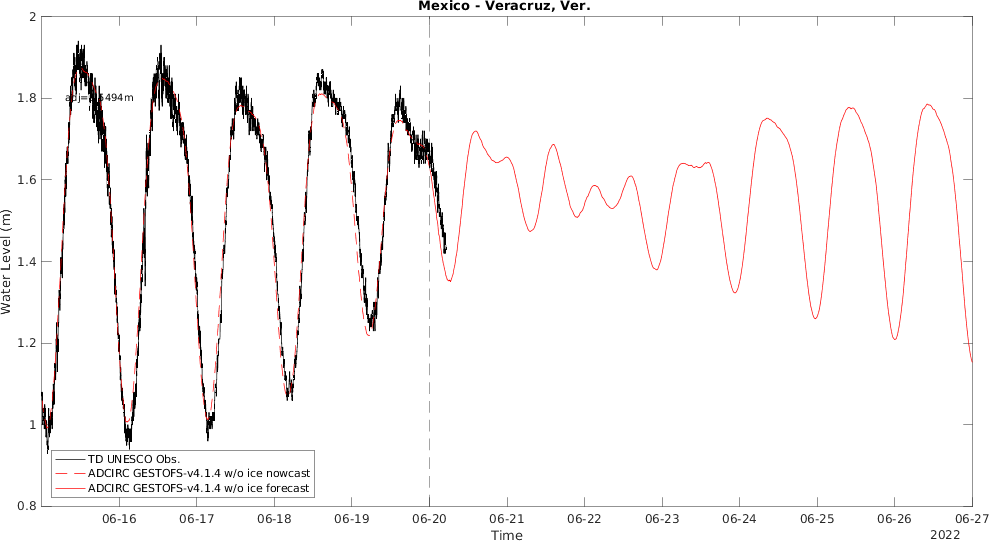 Mexico - Veracruz, Ver.
Water Level (m)
2
1.8
1.6
1.4
1.2
1
0.8
TD UNESCO Obs.
ADCIRC GESTOFS-v4.1.4 w/o ice nowcast
ADCIRC GESTOFS-v4.1.4 w/o ice forecast
06-16 06-17 06-18 06-19 06-20 06-21 06-22 06-23 06-24 06-25 06-26 06-27
Time
2022